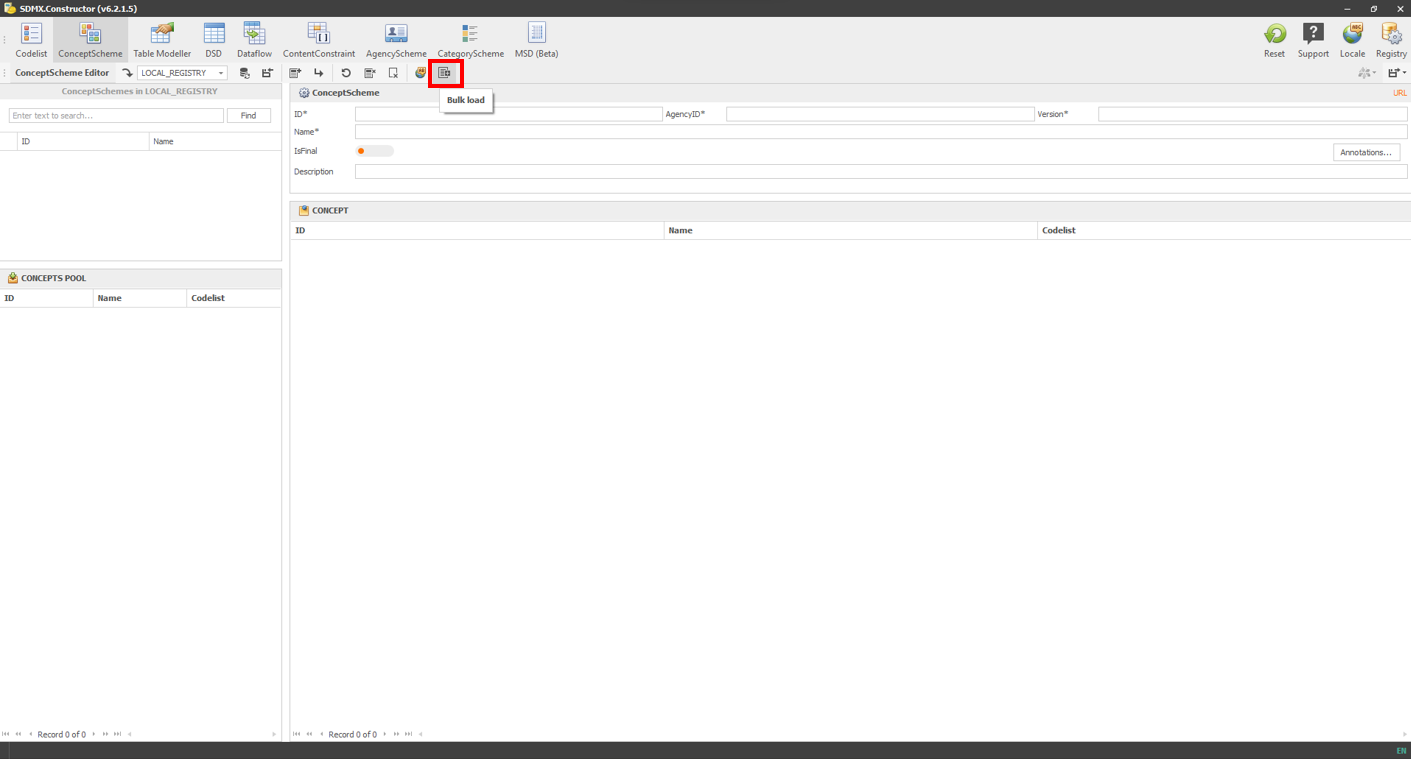 SDMX.Constructor (v6.2.1.5)
Codelist
ConceptScheme
Table Modeller
DSD
Dataflow
ContentConstraint
AgencyScheme
CategoryScheme
MSD (Beta)
Reset
Support
Locale
Registry
ConceptScheme Editor
LOCAL_REGISTRY
Bulk load
ConceptSchemes in LOCAL_REGISTRY
Enter text to search...
Find
ID Name
CONCEPTS POOL
ID Name Codelist
Record 0 of 0
ConceptScheme
URL
ID* AgencyID* Version*
Name*
IsFinal
Annotations...
Description
CONCEPT
ID Name Codelist
Record 0 of 0
EN